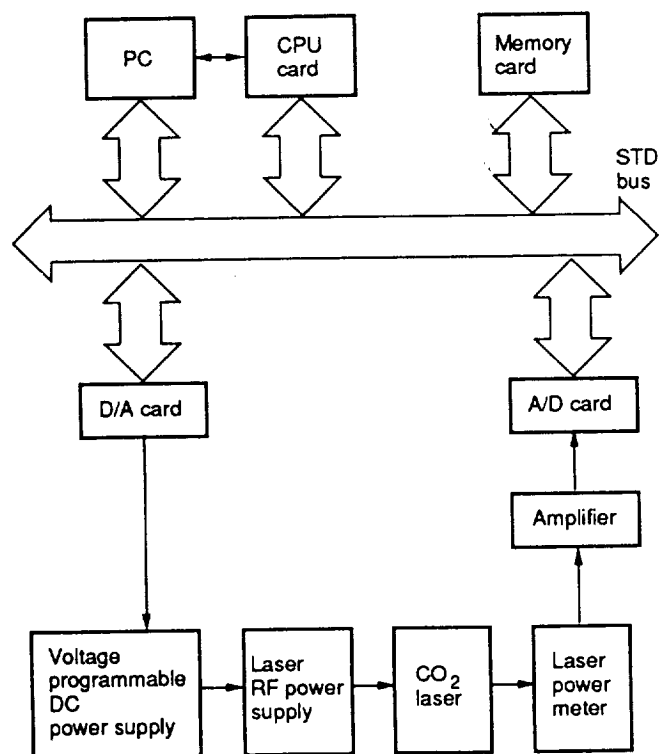 PC
CPU
card
Memory
card
STD
bus
D/A card
A/D card
Amplifier
Voltage
programmable
DC
power supply
Laser
RF power
supply
CO2
laser
Laser
power
meter